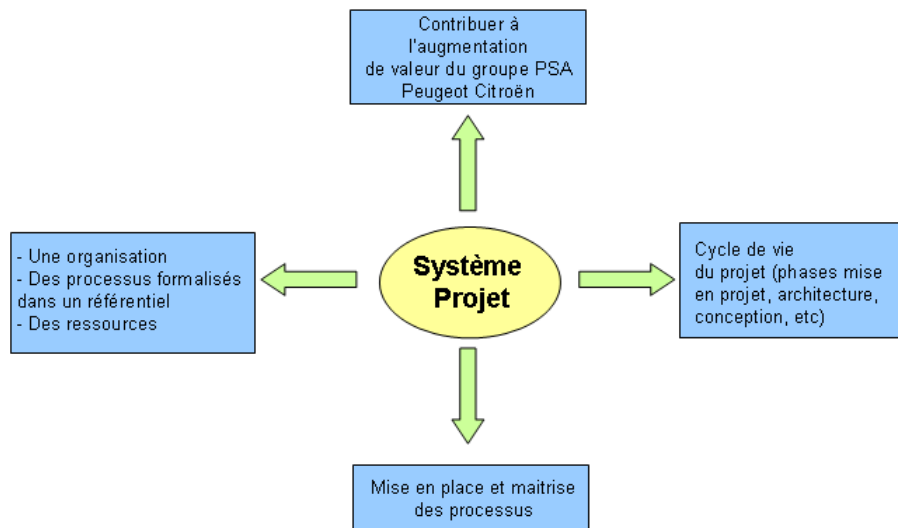 Contribuer à
l'augmentation
de valeur du groupe PSA
Peugeot Citroën
- Une organisation
- Des processus formalisés
dans un référentiel
- Des ressources
Système
Projet
Cycle de vie
du projet (phases mise
en projet, architecture,
conception, etc)
Mise en place et maitrise
des processus